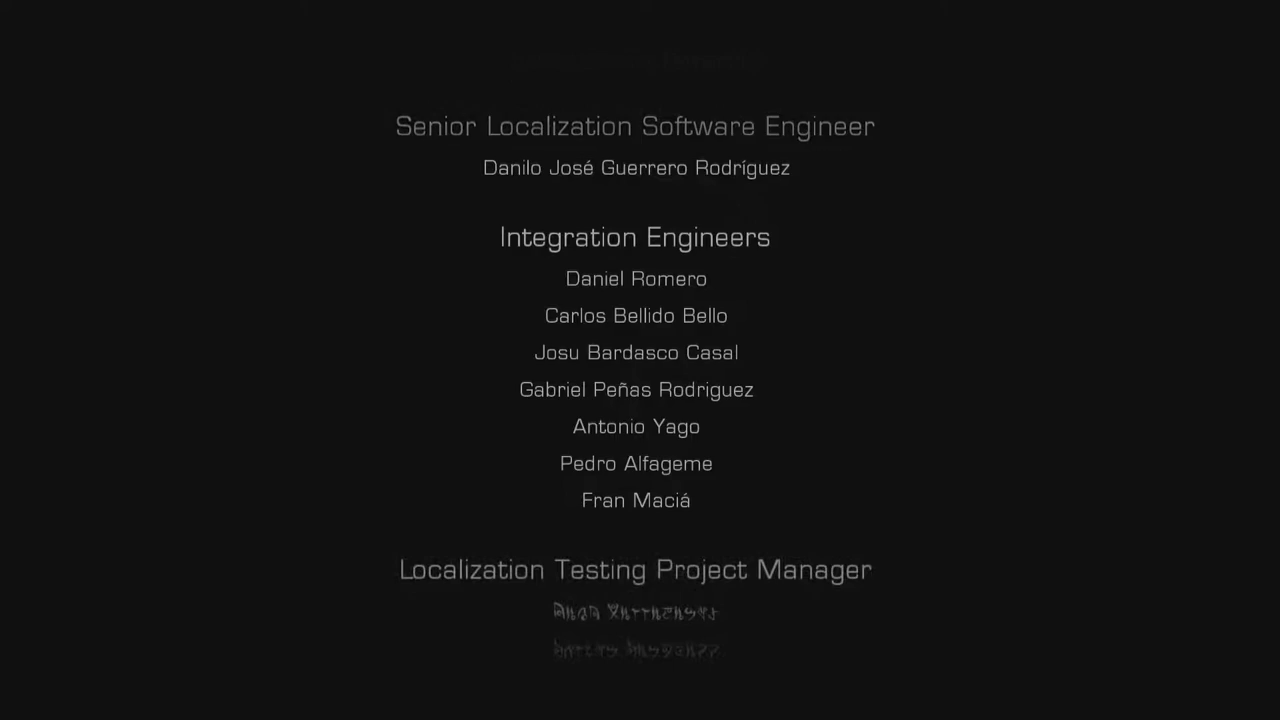 Senior Localization Software Engineer
Danilo José Guerrero Rodríguez
Integration Engineers
Daniel Romero
Carlos Bellido Bello
Josu Bardasco Casal
Gabriel Peñas Rodriguez
Antonio Yago
Pedro Alfageme
Fran Maciá
Localization Testing Project Manager